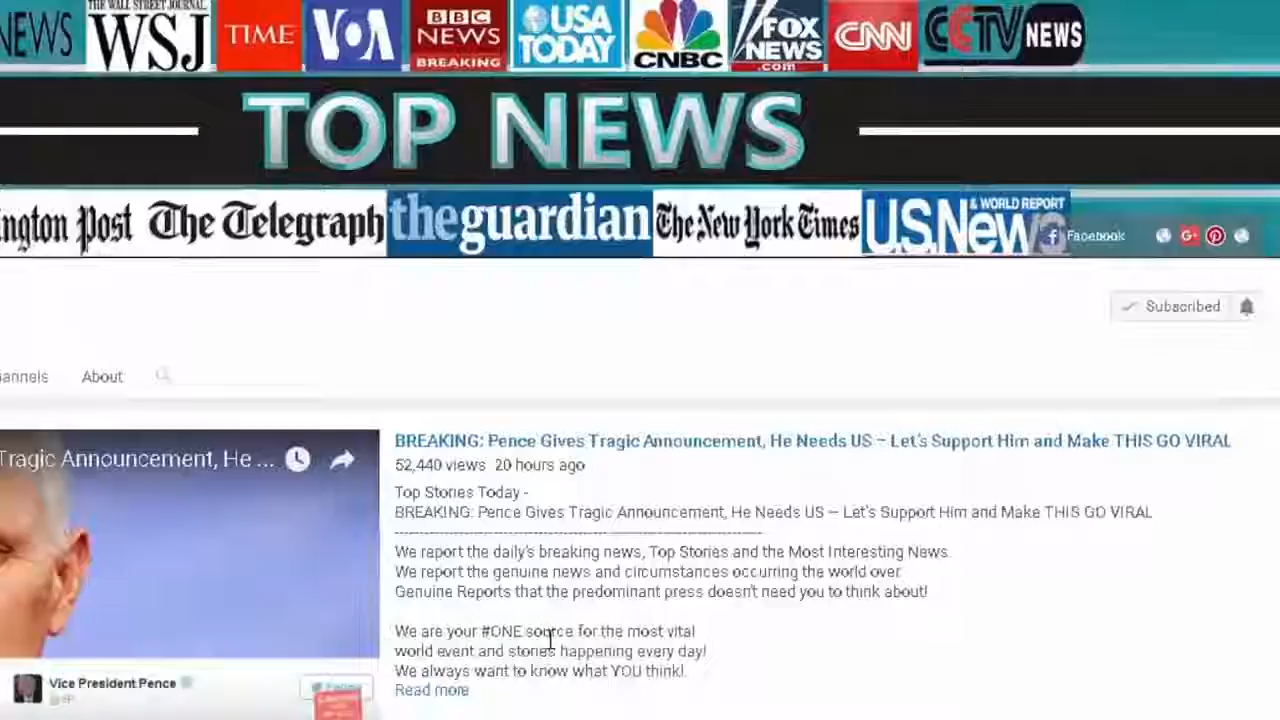 NEWS
THE WALL STREET JOURNAL.
WSJ
TIME
VOA
BBC
NEWS
BREAKING
USA
TODAY
CNBC
FOX
NEWS
.com
CNN
CCTV NEWS
TOP NEWS
ington Post
The Telegraph
theguardian
The New York Times
U.S.News
& WORLD REPORT
Facebook
G+
Subscribed
annels
About
Tragic Announcement, He ...
BREAKING: Pence Gives Tragic Announcement, He Needs US – Let's Support Him and Make THIS GO VIRAL
52,440 views 20 hours ago
Top Stories Today -
BREAKING: Pence Gives Tragic Announcement, He Needs US – Let's Support Him and Make THIS GO VIRAL
We report the daily's breaking news, Top Stories and the Most Interesting News.
We report the genuine news and circumstances occurring the world over.
Genuine Reports that the predominant press doesn't need you to think about!
We are your #ONE source for the most vital
world event and stories happening every day!
We always want to know what YOU think!.
Read more
Vice President Pence